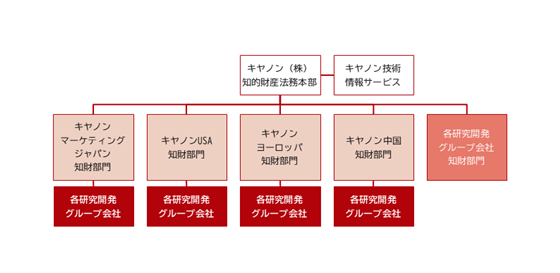 キヤノン（株）
知的財産法務本部
キヤノン技術
情報サービス
キヤノン
マーケティング
ジャパン
知財部門
キヤノンUSA
知財部門
キヤノン
ヨーロッパ
知財部門
キヤノン中国
知財部門
各研究開発
グループ会社
知財部門
各研究開発
グループ会社
各研究開発
グループ会社
各研究開発
グループ会社
各研究開発
グループ会社